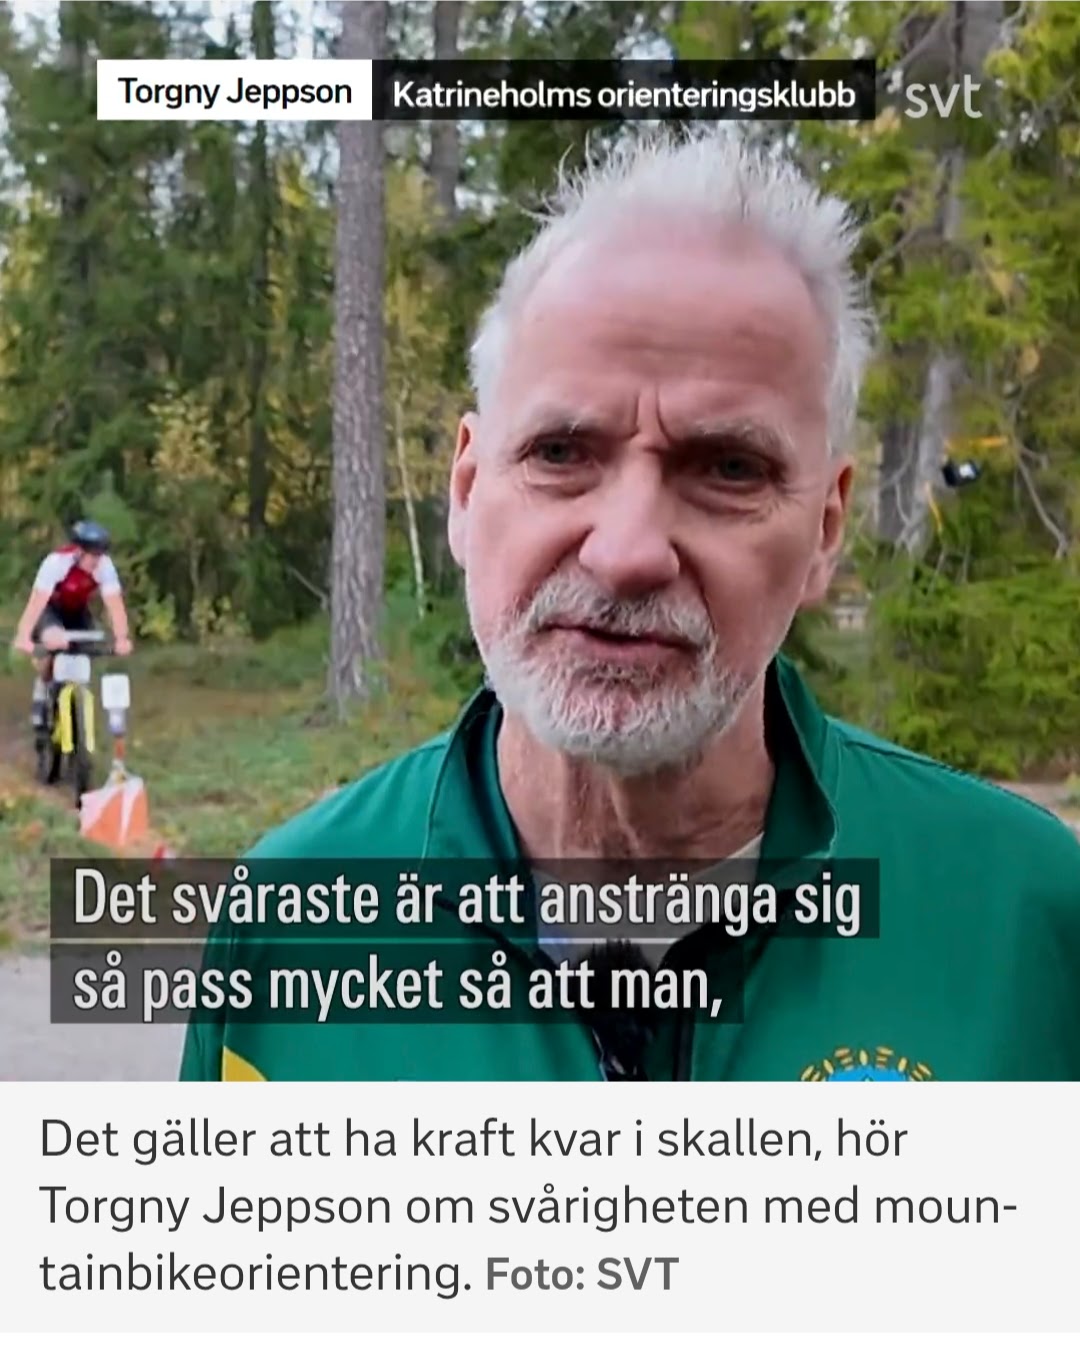 Torgny Jeppson Katrineholms orienteringsklubb svt
Det svåraste är att anstränga sig
så pass mycket så att man,
Det gäller att ha kraft kvar i skallen, hör
Torgny Jeppson om svårigheten med moun-
tainbikeorientering. Foto: SVT